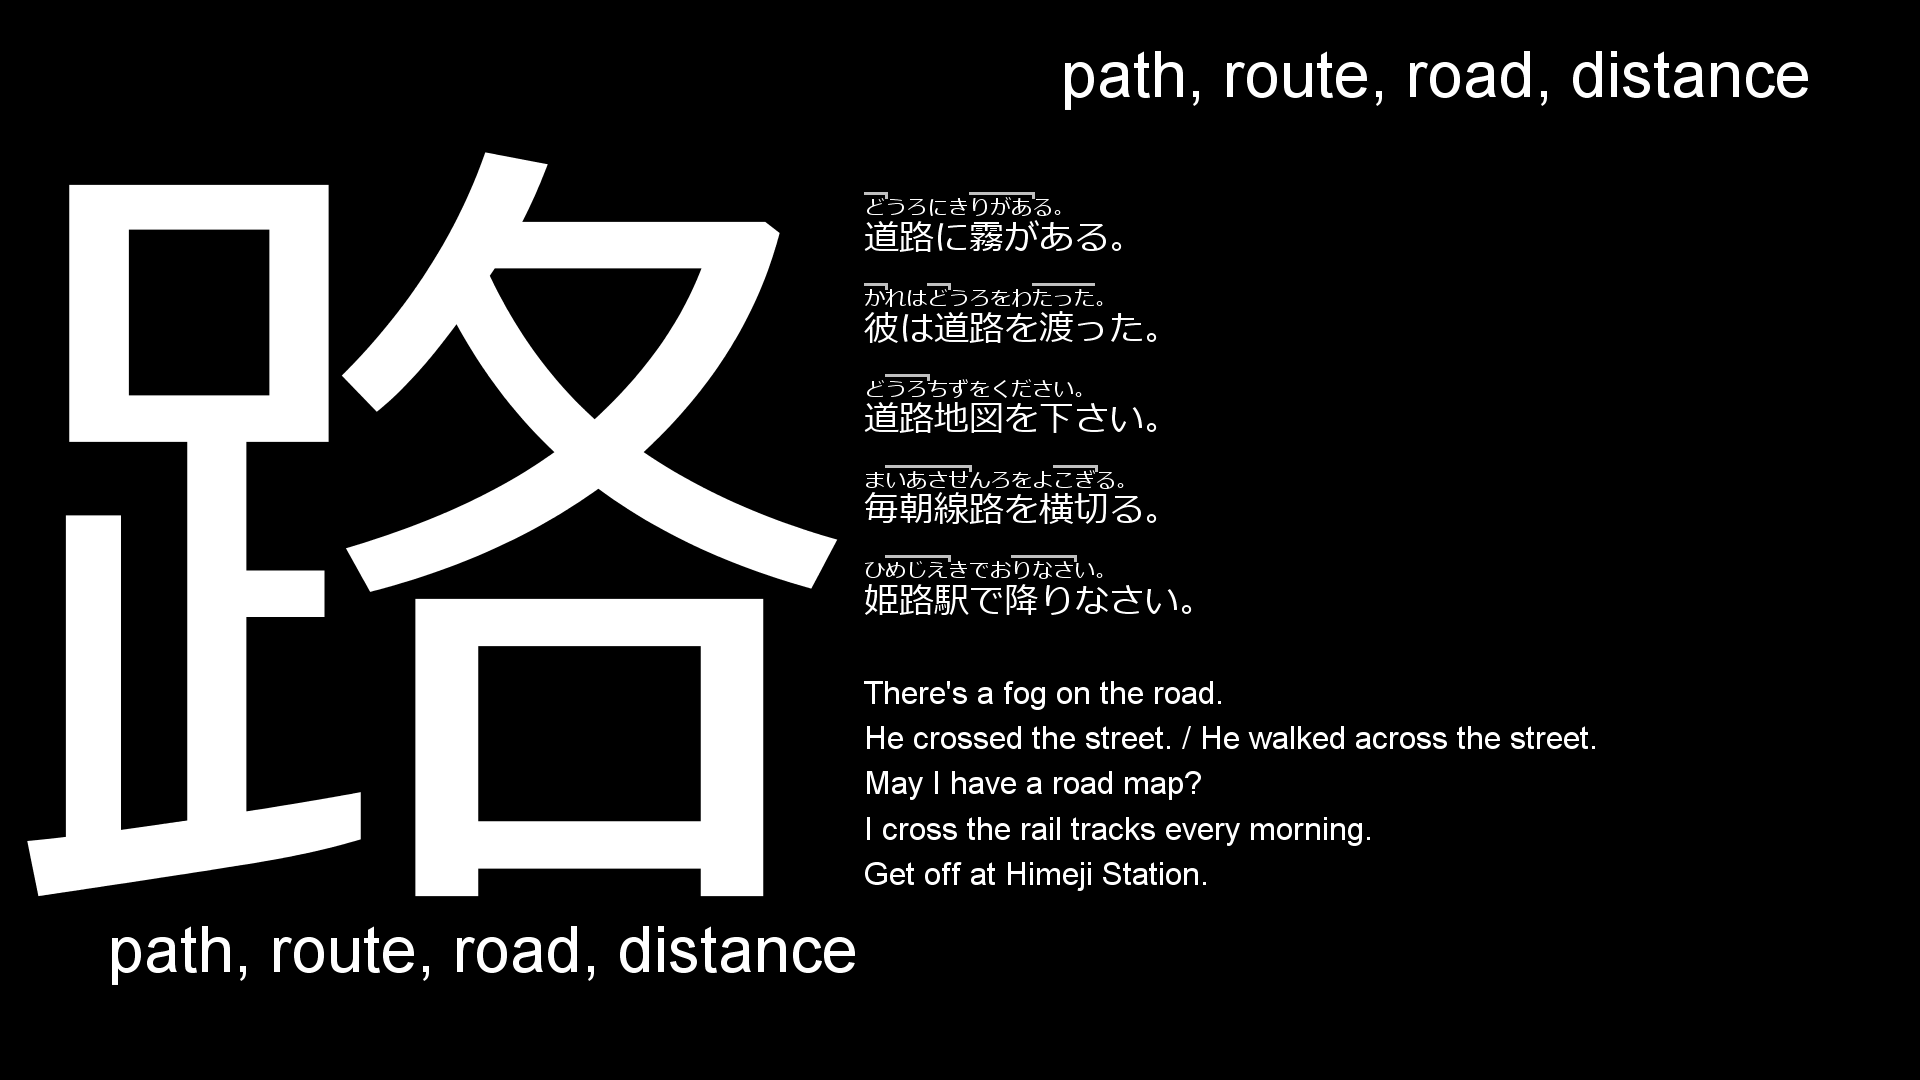 path, route, road, distance
路
どうろにきりがある。
道路に霧がある。
かれはどうろをわたった。
彼は道路を渡った。
どうろちずをください。
道路地図を下さい。
まいあさせんろをよこぎる。
毎朝線路を横切る。
ひめじえきでおりなさい。
姫路駅で降りなさい。
There's a fog on the road.
He crossed the street. / He walked across the street.
May I have a road map?
I cross the rail tracks every morning.
Get off at Himeji Station.
path, route, road, distance